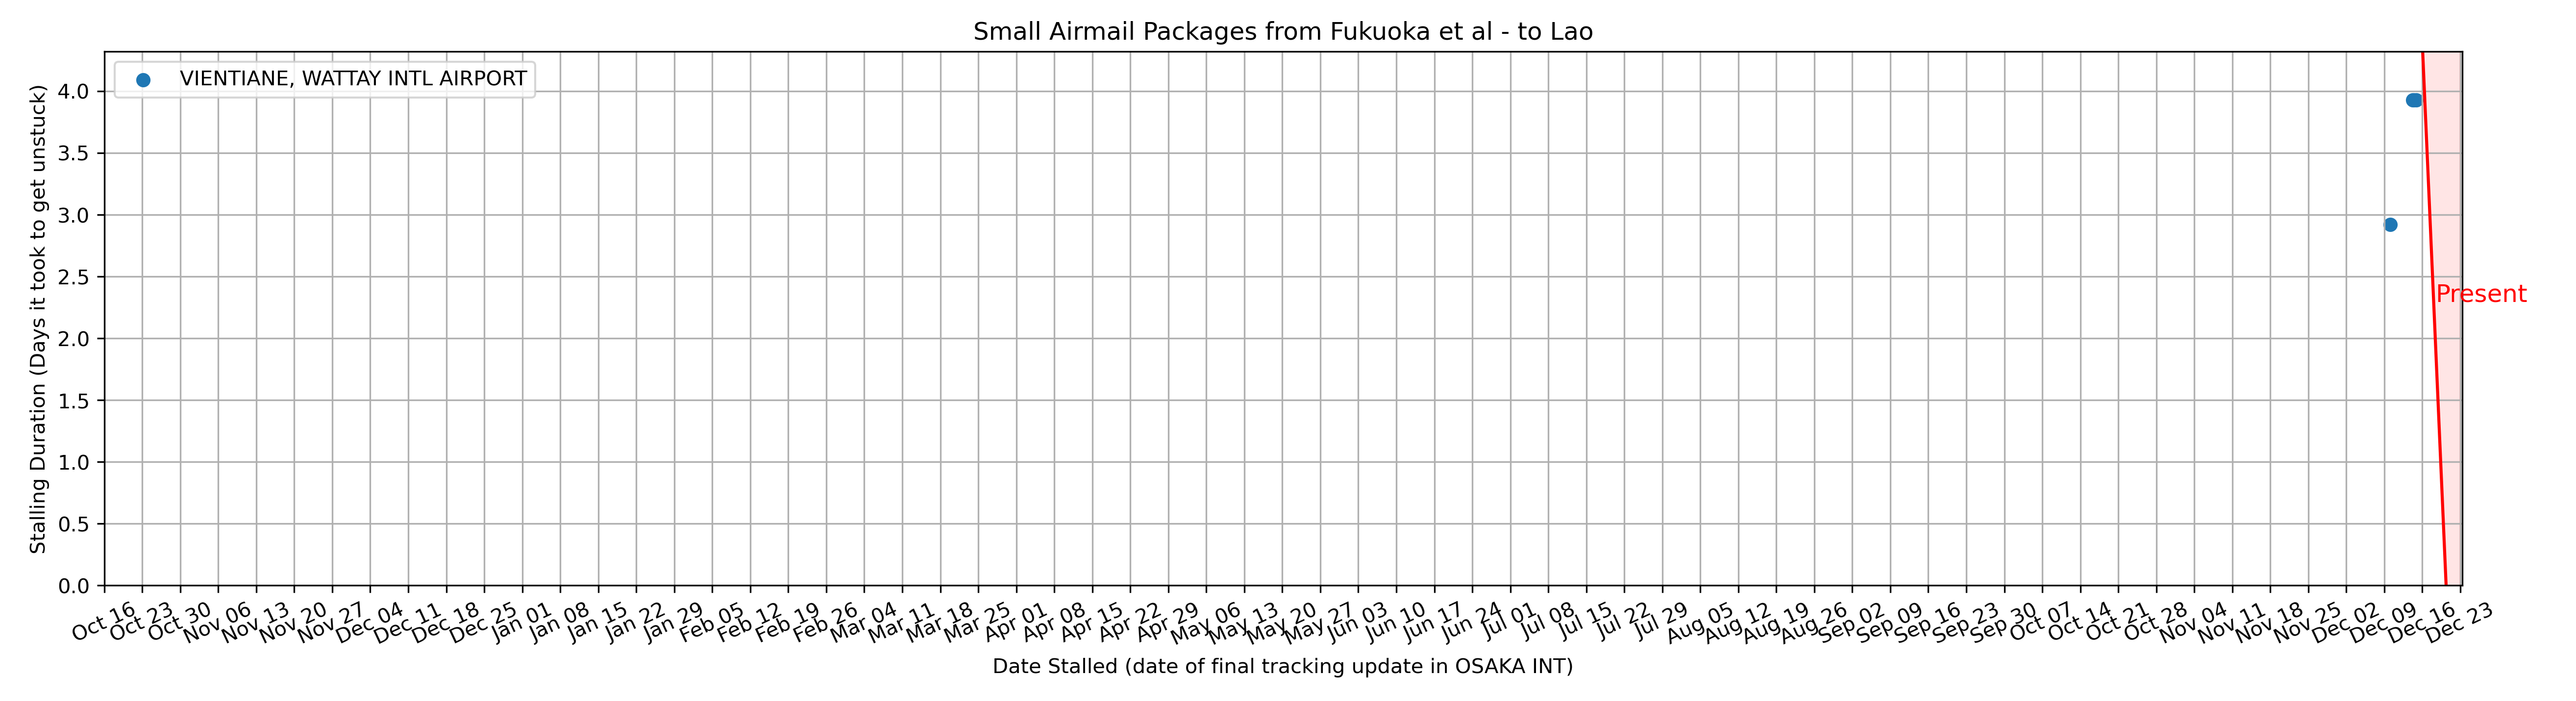 Small Airmail Packages from Fukuoka et al - to Lao
VIENTIANE, WATTAY INTL AIRPORT
Stalling Duration (Days it took to get unstuck)
4.0
3.5
3.0
2.5
2.0
1.5
1.0
0.5
0.0
Present
Oct 16 Oct 23 Oct 30 Nov 06 Nov 13 Nov 20 Nov 27 Dec 04 Dec 11 Dec 18 Dec 25 Jan 01 Jan 08 Jan 15 Jan 22 Jan 29 Feb 05 Feb 12 Feb 19 Feb 26 Mar 04 Mar 11 Mar 18 Mar 25 Apr 01 Apr 08 Apr 15 Apr 22 Apr 29 May 06 May 13 May 20 May 27 Jun 03 Jun 10 Jun 17 Jun 24 Jul 01 Jul 08 Jul 15 Jul 22 Jul 29 Aug 05 Aug 12 Aug 19 Aug 26 Sep 02 Sep 09 Sep 16 Sep 23 Sep 30 Oct 07 Oct 14 Oct 21 Oct 28 Nov 04 Nov 11 Nov 18 Nov 25 Dec 02 Dec 09 Dec 16 Dec 23
Date Stalled (date of final tracking update in OSAKA INT)